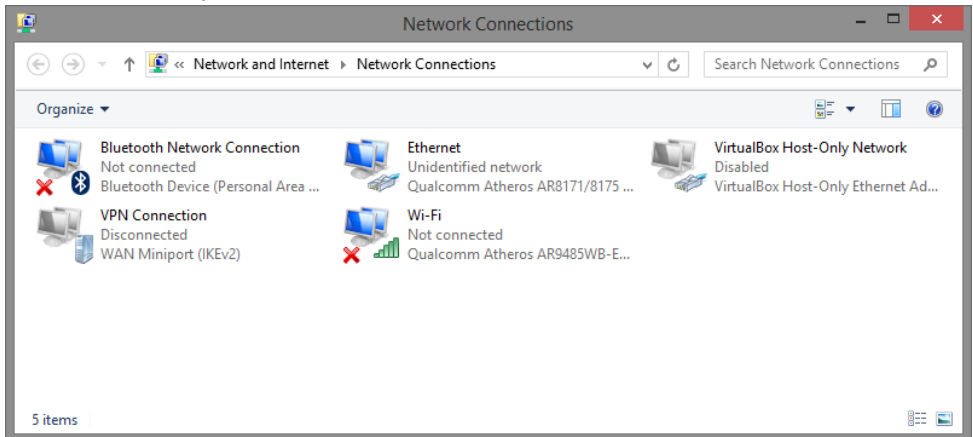 Network Connections
« Network and Internet ▸ Network Connections
Search Network Connections
Organize
Bluetooth Network Connection
Not connected
Bluetooth Device (Personal Area ...
Ethernet
Unidentified network
Qualcomm Atheros AR8171/8175 ...
VirtualBox Host-Only Network
Disabled
VirtualBox Host-Only Ethernet Ad...
VPN Connection
Disconnected
WAN Miniport (IKEv2)
Wi-Fi
Not connected
Qualcomm Atheros AR9485WB-E...
5 items